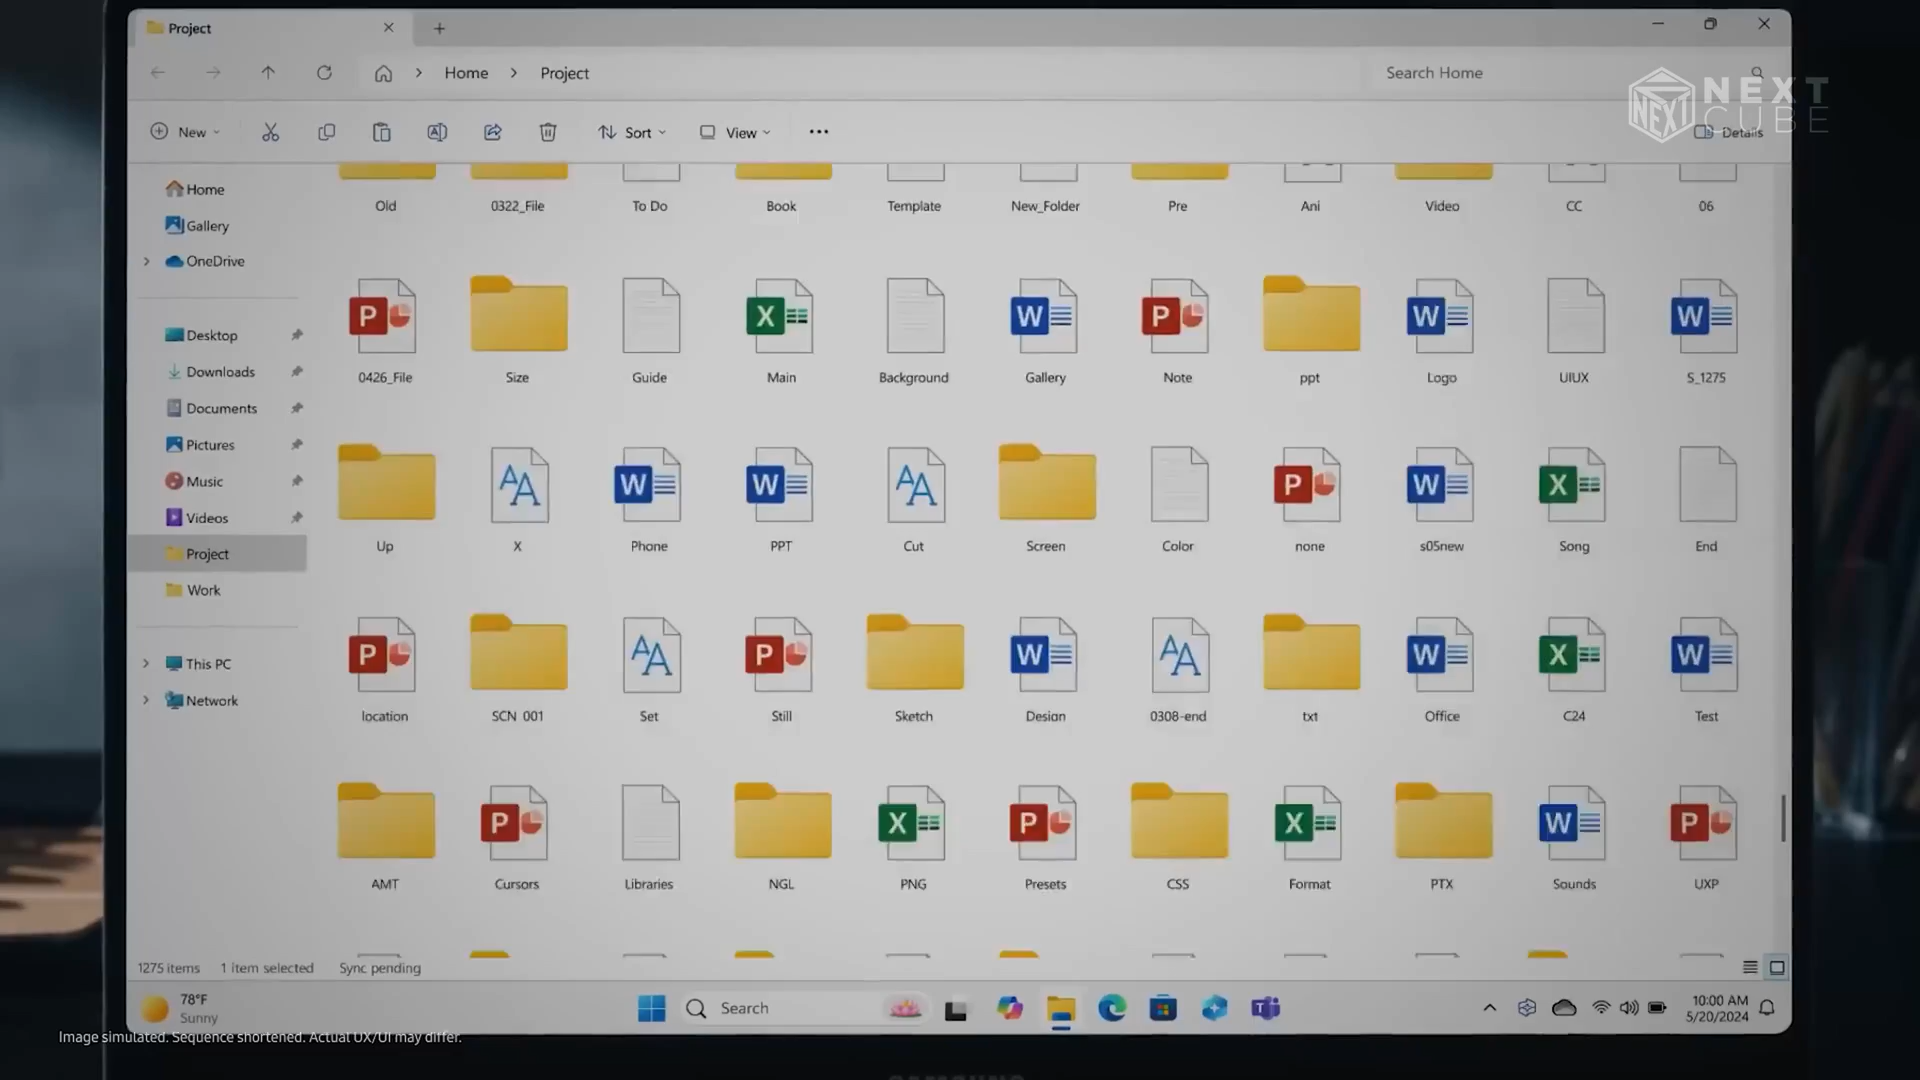 Project
Home > Project
Search Home
NEXT
NEXT
CUBE
New
Sort
View
Details
Home
Gallery
OneDrive
Desktop
Downloads
Documents
Pictures
Music
Videos
Project
Work
This PC
Network
Old 0322_File To Do Book Template New_Folder Pre Ani Video CC 06
0426_File Size Guide Main Background Gallery Note ppt Logo UIUX S_1275
Up X Phone PPT Cut Screen Color none s05new Song End
location SCN 001 Set Still Sketch Desian 0308-end txt Office C24 Test
AMT Cursors Libraries NGL PNG Presets CSS Format PTX Sounds UXP
1275 items 1 item selected Sync pending
78°F
Sunny
Search
10:00 AM
5/20/2024
Image simulated. Sequence shortened. Actual UX/UI may differ.